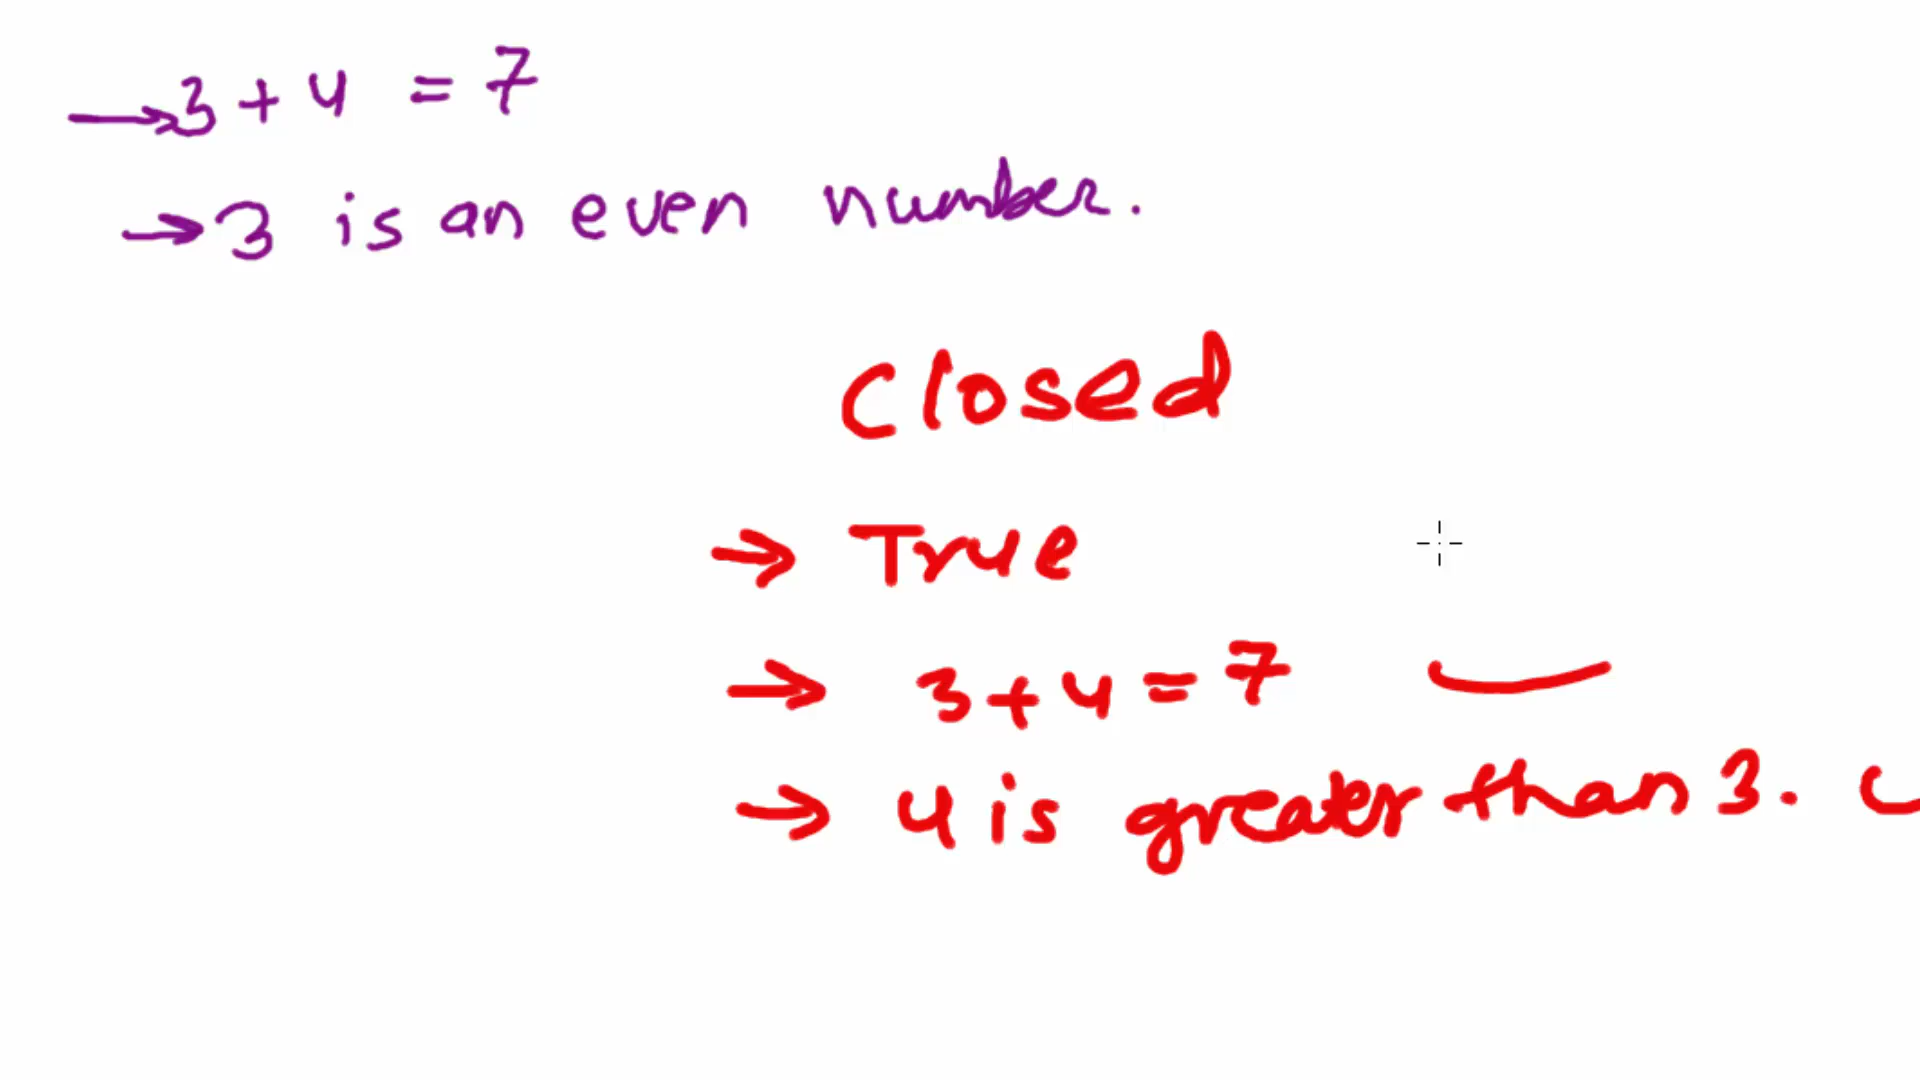 → 3 + 4 = 7
→ 3 is an even number.
Closed
→ True
→ 3 + 4 = 7
→ 4 is greater than 3.